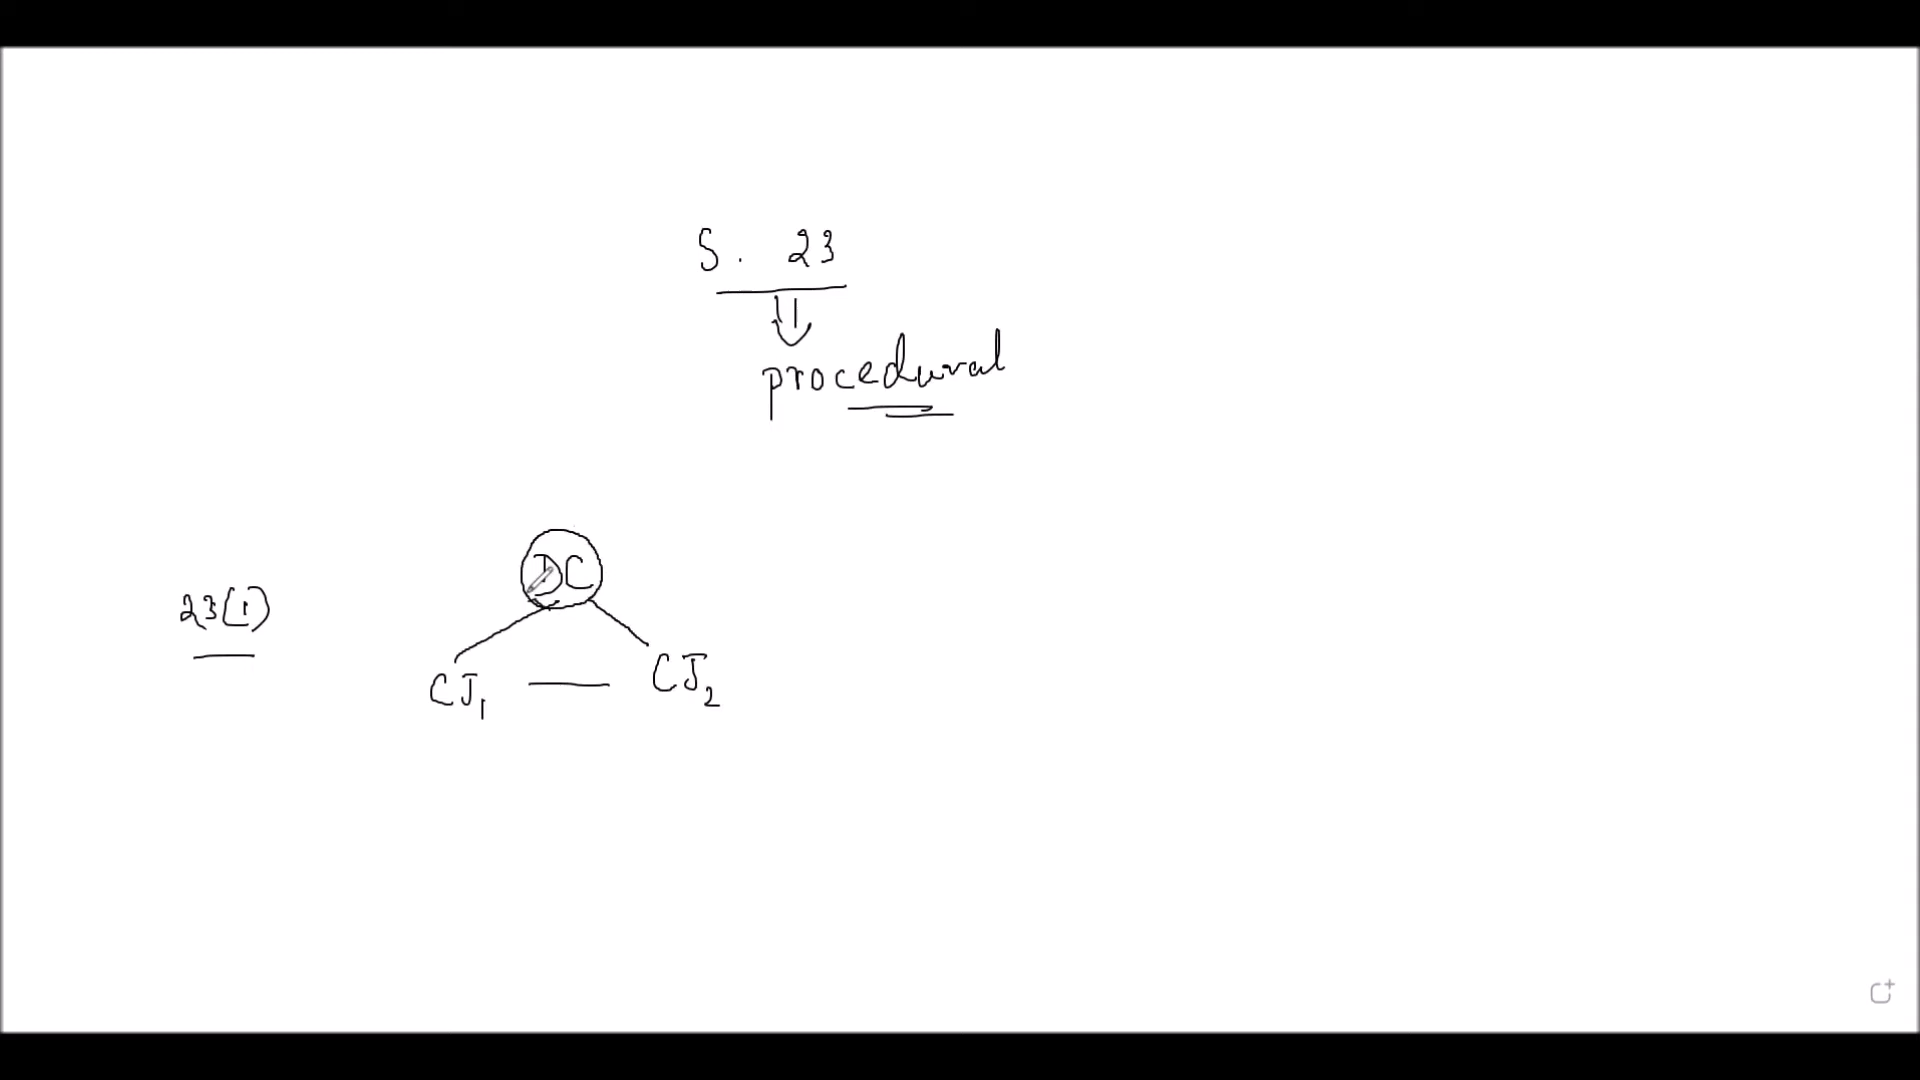 S. 23
procedural
DC
23(1)
CJ1 — CJ2